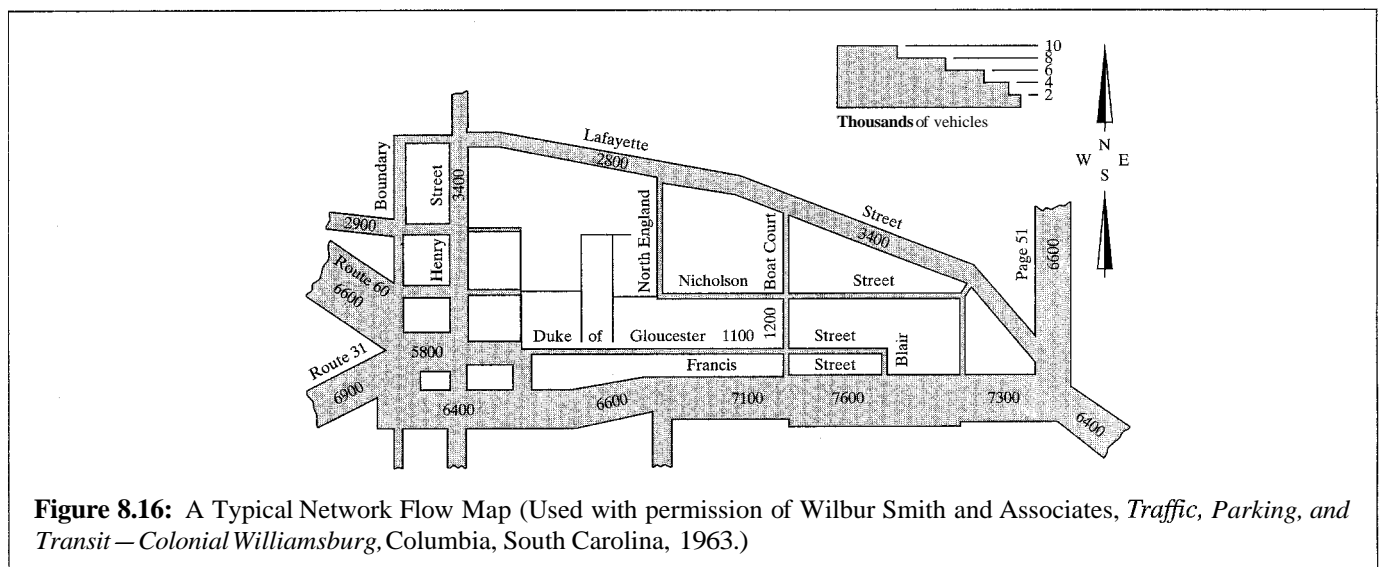 10
8
6
4
2
Thousands of vehicles
N
W E
S
Lafayette
2800
Boundary
Street
3400
2900
Henry
North England
Boat Court
Street
3400
Page 51
6600
Route 60
6600
Nicholson Street
Duke of Gloucester 1100 1200 Street
Blair
Route 31
5800
Francis Street
6900
6400
6600
7100
7600
7300
6400
Figure 8.16: A Typical Network Flow Map (Used with permission of Wilbur Smith and Associates, Traffic, Parking, and
Transit—Colonial Williamsburg, Columbia, South Carolina, 1963.)